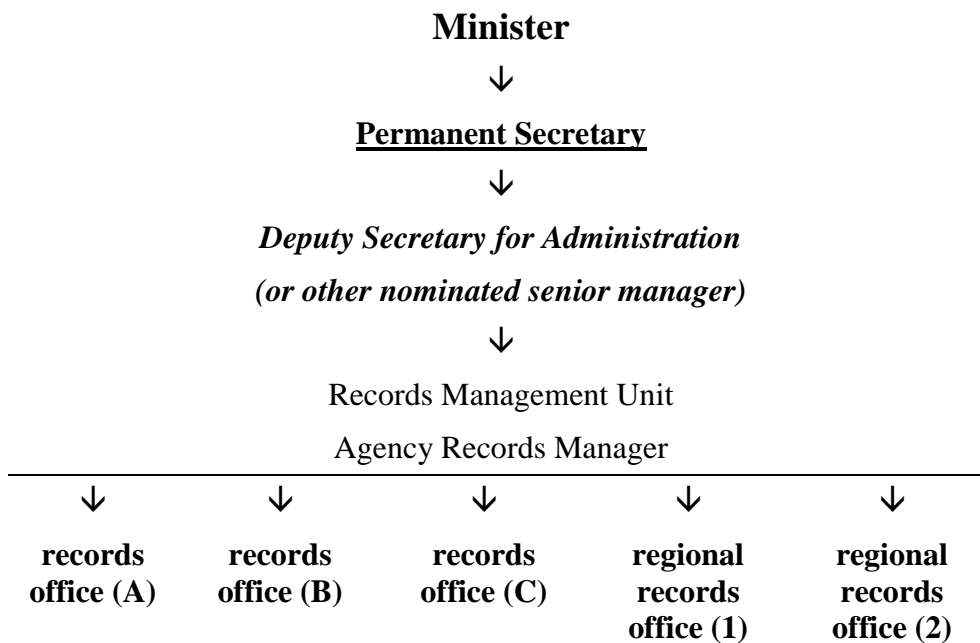 Minister
↓
Permanent Secretary
↓
Deputy Secretary for Administration
(or other nominated senior manager)
↓
Records Management Unit
Agency Records Manager
↓ ↓ ↓ ↓ ↓
records records records regional regional
office (A) office (B) office (C) records records
office (1) office (2)